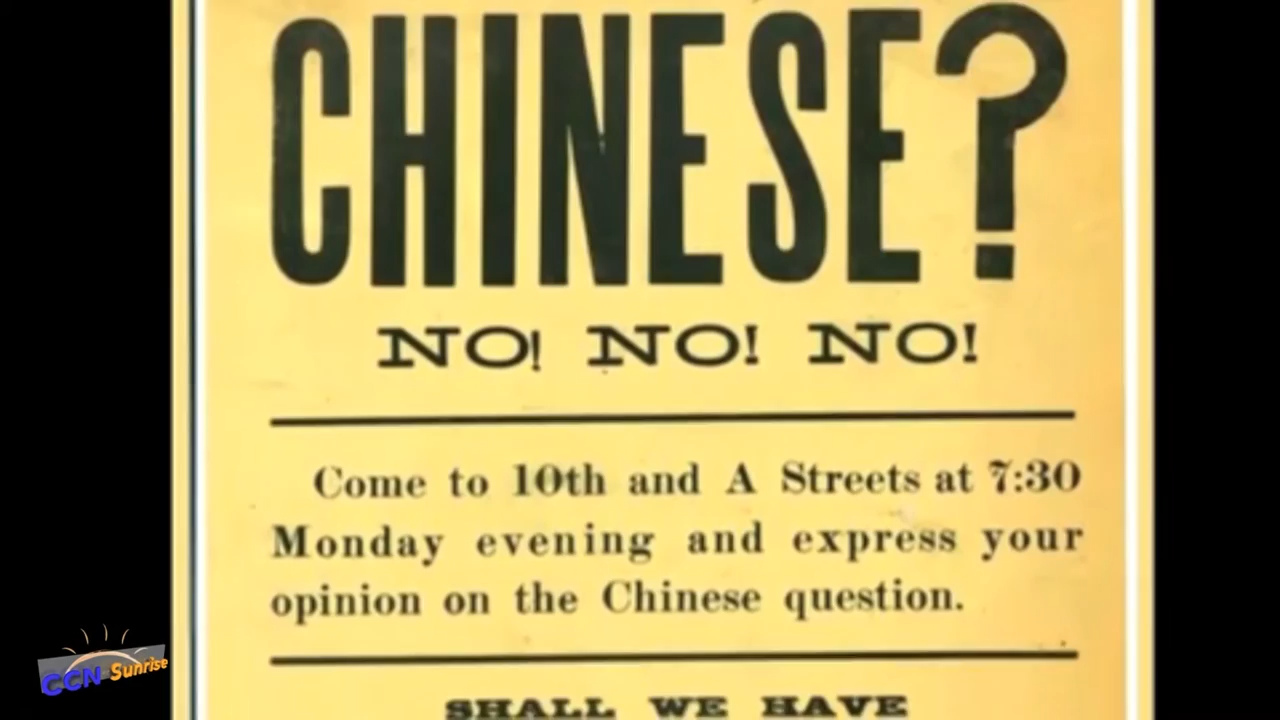 CHINESE?
NO! NO! NO!
Come to 10th and A Streets at 7:30
Monday evening and express your
opinion on the Chinese question.
SHALL WE HAVE
CCN Sunrise